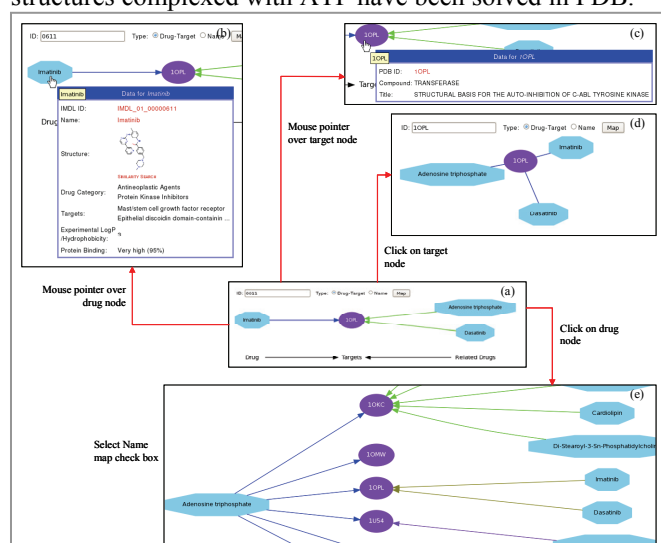 structures complexed with ATP have been solved in PDB.
(b)
ID: 0611 Type: Drug-Target Name
Imatinib
1OPL
Imatinib Data for Imatinib
IMDL ID: IMDL_01_00000611
Name: Imatinib
Structure:
Similarity Search
Drug Category: Antineoplastic Agents
Protein Kinase Inhibitors
Targets: Mast/stem cell growth factor receptor
Epithelial discoidin domain-containin ...
Experimental LogP
/Hydrophobicity:
Protein Binding: Very high (95%)
(c)
1OPL
1OPL Data for 1OPL
PDB ID: 1OPL
Compound: TRANSFERASE
Title: STRUCTURAL BASIS FOR THE AUTO-INHIBITION OF C-ABL TYROSINE KINASE
Mouse pointer
over target node
(d)
ID: 1OPL Type: Drug-Target Name Map
Imatinib
1OPL
Adenosine triphosphate
Dasatinib
Click on target
node
Mouse pointer over
drug node
(a)
Type: Drug-Target Name Map
Imatinib
1OPL
Adenosine triphosphate
Dasatinib
Drug Targets Related Drugs
Click on drug
node
(e)
Select Name
map check box
1OKC
Cardiolipin
Di-Stearoyl-3-Sn-Phosphatidylcholin
1OMW
1OPL
Imatinib
Adenosine triphosphate
Dasatinib
1US4